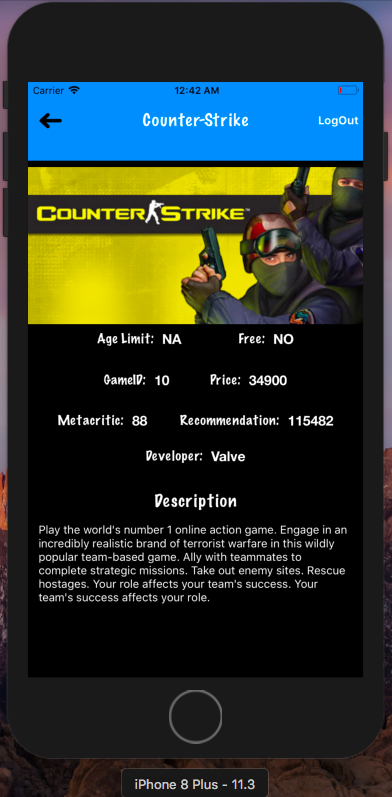 Carrier 12:42 AM
Counter-Strike LogOut
COUNTER STRIKE™
Age Limit: NA Free: NO
GameID: 10 Price: 34900
Metacritic: 88 Recommendation: 115482
Developer: Valve
Description
Play the world's number 1 online action game. Engage in an
incredibly realistic brand of terrorist warfare in this wildly
popular team-based game. Ally with teammates to
complete strategic missions. Take out enemy sites. Rescue
hostages. Your role affects your team's success. Your
team's success affects your role.
iPhone 8 Plus - 11.3